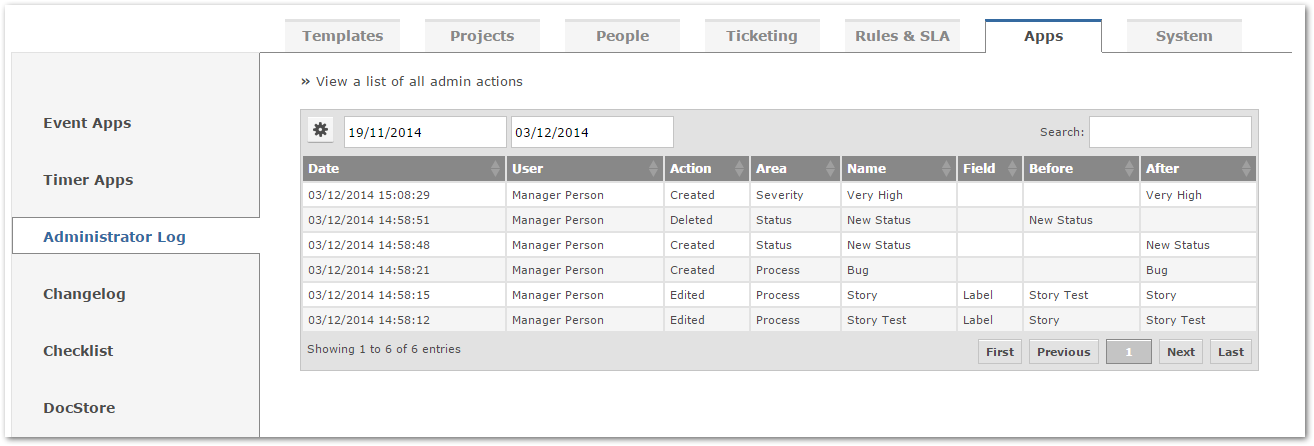 Templates Projects People Ticketing Rules & SLA Apps System
» View a list of all admin actions
Event Apps
Timer Apps
Administrator Log
Changelog
Checklist
DocStore
19/11/2014 03/12/2014 Search:
Date User Action Area Name Field Before After
03/12/2014 15:08:29 Manager Person Created Severity Very High Very High
03/12/2014 14:58:51 Manager Person Deleted Status New Status New Status
03/12/2014 14:58:48 Manager Person Created Status New Status New Status
03/12/2014 14:58:21 Manager Person Created Process Bug Bug
03/12/2014 14:58:15 Manager Person Edited Process Story Label Story Test Story
03/12/2014 14:58:12 Manager Person Edited Process Story Test Label Story Story Test
Showing 1 to 6 of 6 entries First Previous 1 Next Last